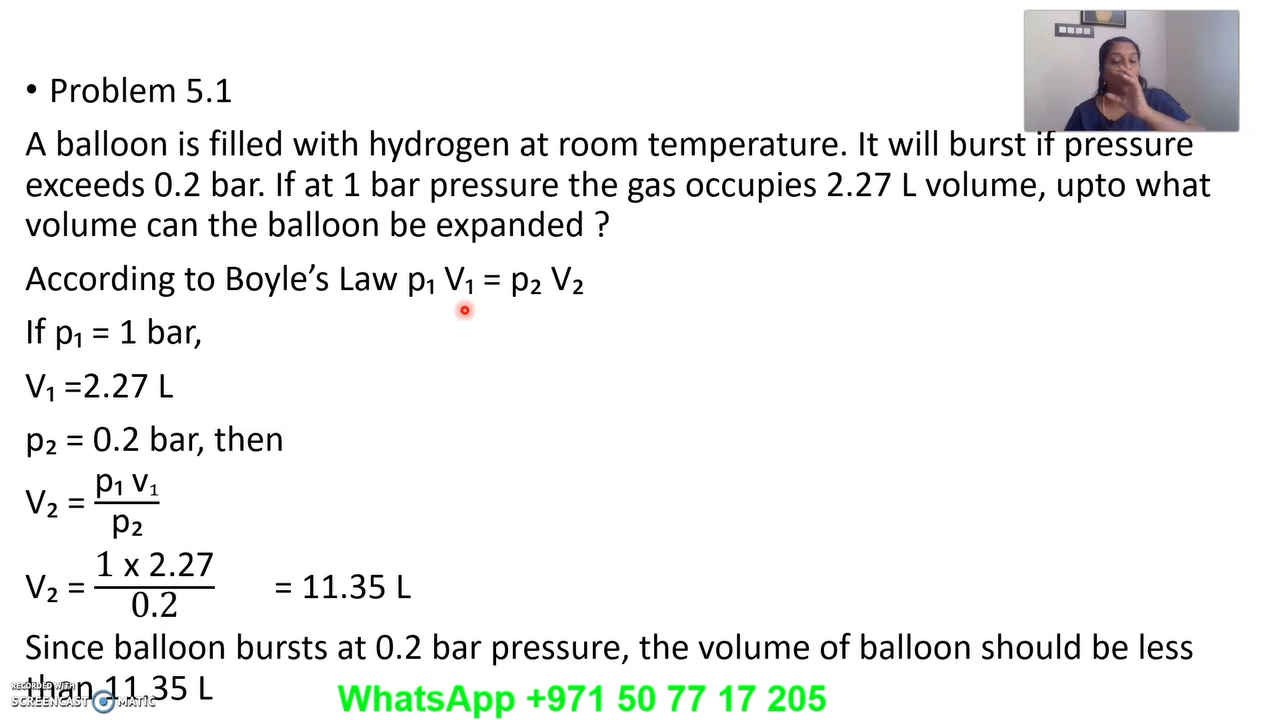 • Problem 5.1
A balloon is filled with hydrogen at room temperature. It will burst if pressure
exceeds 0.2 bar. If at 1 bar pressure the gas occupies 2.27 L volume, upto what
volume can the balloon be expanded ?
According to Boyle’s Law p₁ V₁ = p₂ V₂
If p₁ = 1 bar,
V₁ =2.27 L
p₂ = 0.2 bar, then
V₂ = p₁ v₁ / p₂
V₂ = 1 x 2.27 / 0.2 = 11.35 L
Since balloon bursts at 0.2 bar pressure, the volume of balloon should be less
than 11.35 L
RECORDED WITH
SCREENCAST MATIC
WhatsApp +971 50 77 17 205